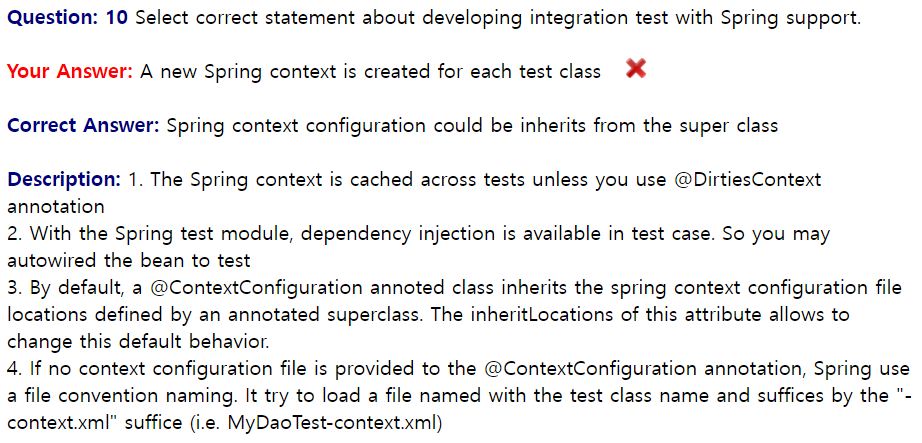 Question: 10 Select correct statement about developing integration test with Spring support.
Your Answer: A new Spring context is created for each test class
Correct Answer: Spring context configuration could be inherits from the super class
Description: 1. The Spring context is cached across tests unless you use @DirtiesContext
annotation
2. With the Spring test module, dependency injection is available in test case. So you may
autowired the bean to test
3. By default, a @ContextConfiguration annoted class inherits the spring context configuration file
locations defined by an annotated superclass. The inheritLocations of this attribute allows to
change this default behavior.
4. If no context configuration file is provided to the @ContextConfiguration annotation, Spring use
a file convention naming. It try to load a file named with the test class name and suffices by the "-
context.xml" suffice (i.e. MyDaoTest-context.xml)